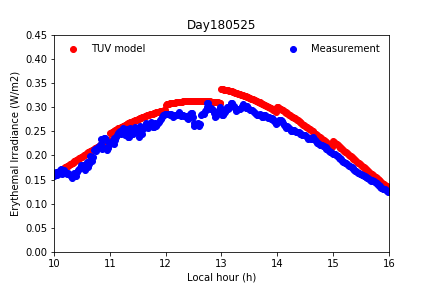 Day180525
TUV model
Measurement
Erythemal Irradiance (W/m2)
0.45
0.40
0.35
0.30
0.25
0.20
0.15
0.10
0.05
0.00
10 11 12 13 14 15 16
Local hour (h)